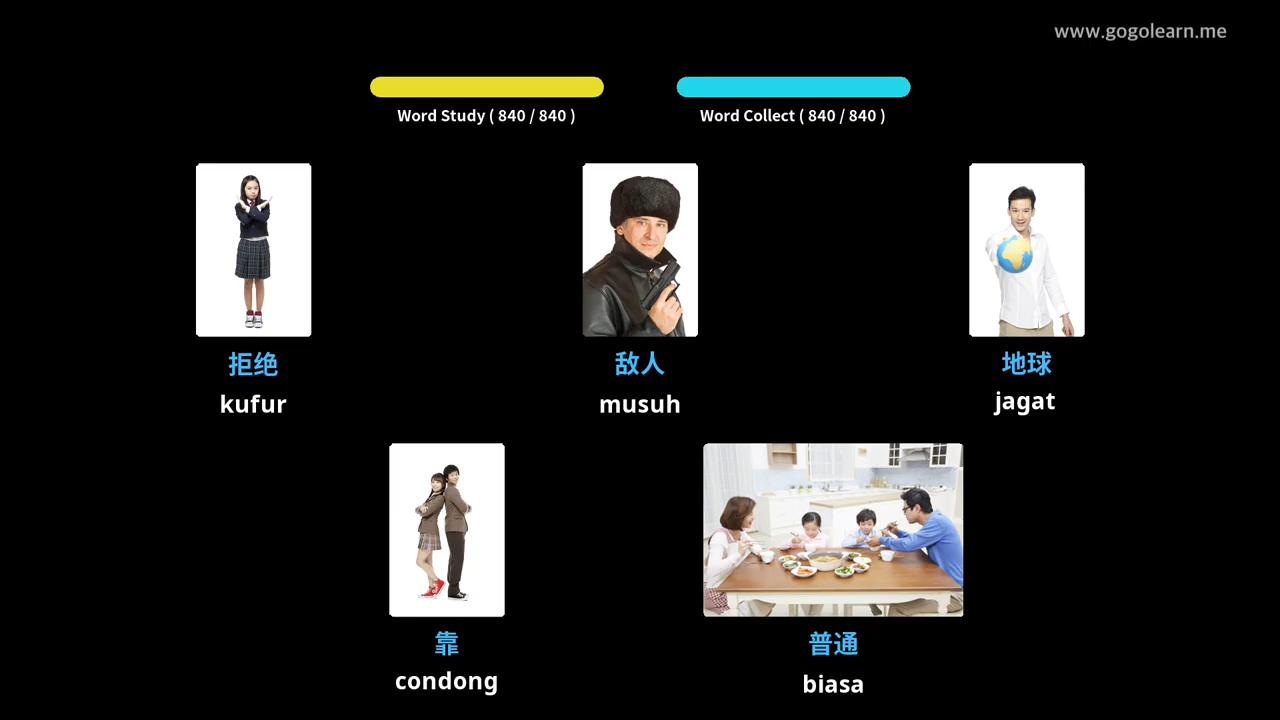 www.gogolearn.me
Word Study ( 840 / 840 )
Word Collect ( 840 / 840 )
拒绝
kufur
敌人
musuh
地球
jagat
靠
condong
普通
biasa